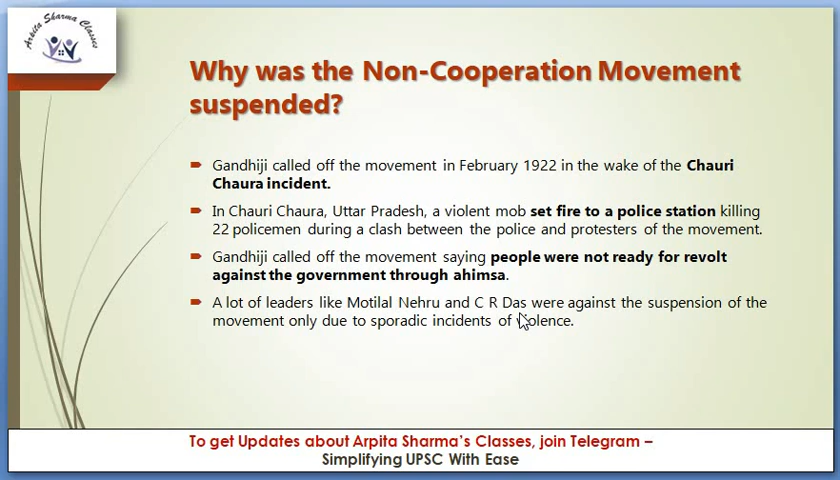 Arpita Sharma Classes
Why was the Non-Cooperation Movement
suspended?
Gandhiji called off the movement in February 1922 in the wake of the Chauri
Chaura incident.
In Chauri Chaura, Uttar Pradesh, a violent mob set fire to a police station killing
22 policemen during a clash between the police and protesters of the movement.
Gandhiji called off the movement saying people were not ready for revolt
against the government through ahimsa.
A lot of leaders like Motilal Nehru and C R Das were against the suspension of the
movement only due to sporadic incidents of violence.
To get Updates about Arpita Sharma's Classes, join Telegram –
Simplifying UPSC With Ease